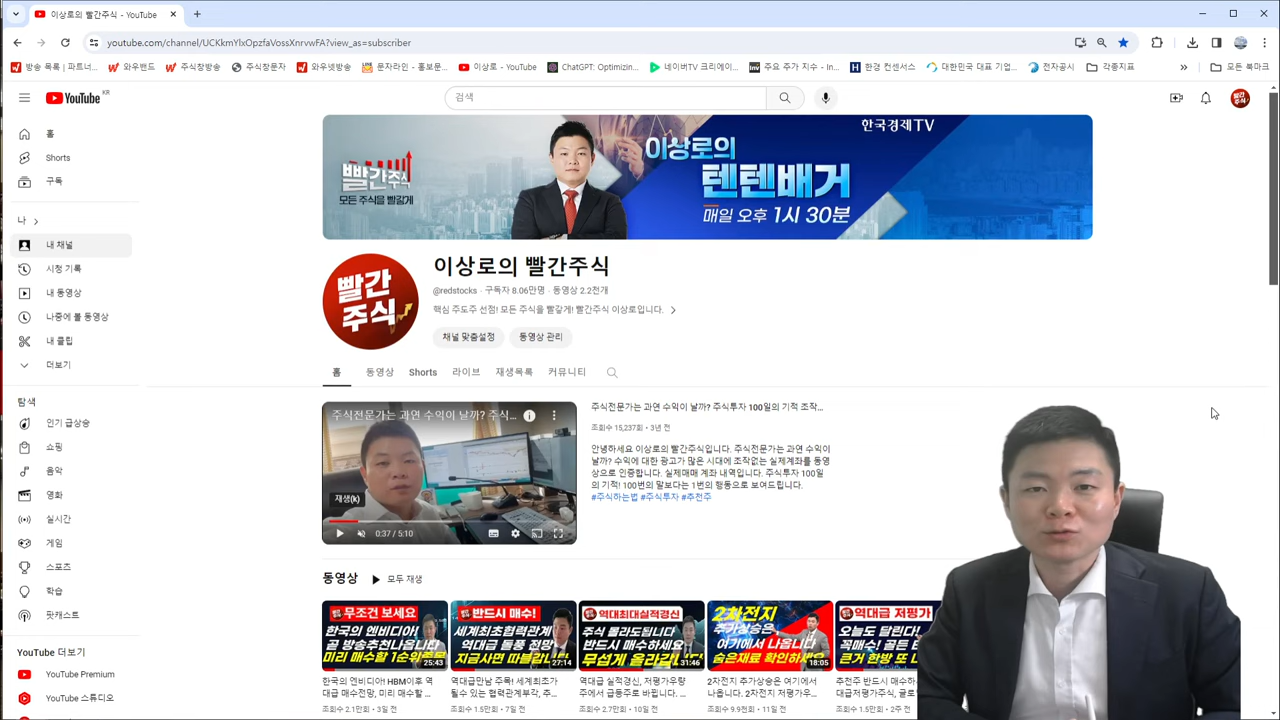 이상로의 빨간주식 - YouTube
youtube.com/channel/UCKkmYlxOpzfaVossXnrvwFA?view_as=subscriber
방송 목록 | 파트너...
와우밴드
주식창방송
주식창문자
와우넷방송
문자라인 - 홍보문...
이상로 - YouTube
ChatGPT: Optimizin...
네이버TV 크리에이...
주요 주가 지수 - In...
한경 컨센서스
대한민국 대표 기업...
전자공시
각종지표
모든 북마크
YouTube KR
검색
홈
Shorts
구독
나
내 채널
시청 기록
내 동영상
나중에 볼 동영상
내 클립
더보기
탐색
인기 급상승
쇼핑
음악
영화
실시간
게임
스포츠
학습
팟캐스트
YouTube 더보기
YouTube Premium
YouTube 스튜디오
빨간주식
모든 주식을 빨갛게
한국경제TV
이상로의
텐텐배거
매일 오후 1시 30분
빨간
주식
이상로의 빨간주식
@redstocks · 구독자 8.06만명 · 동영상 2.2천개
핵심 주도주 선점! 모든 주식을 빨갛게! 빨간주식 이상로입니다.
채널 맞춤설정
동영상 관리
홈 동영상 Shorts 라이브 재생목록 커뮤니티
주식전문가는 과연 수익이 날까? 주식...
재생(k)
0:37 / 5:10
주식전문가는 과연 수익이 날까? 주식투자 100일의 기적 조작...
조회수 15,237회 • 3년 전
안녕하세요 이상로의 빨간주식입니다. 주식전문가는 과연 수익이
날까? 수익에 대한 광고가 많은 시대에 조작없는 실제계좌를 동영
상으로 인증합니다. 실제매매 계좌 내역입니다. 주식투자 100일
의 기적! 100번의 말보다는 1번의 행동으로 보여드립니다.
#주식하는법 #주식투자 #추천주
동영상
모두 재생
무조건 보세요
한국의 엔비디아!
곧 방송추천나옵니다
미리 매수할 1순위종목
25:43
한국의 엔비디아! HBM이후 역
대급 매수전망, 미리 매수할 ...
조회수 2.1만회 • 3일 전
반드시 매수!
세계최초협력관계
역대급 돌풍 전망
지금사면 따블갑니다!
27:14
역대급만남 주목! 세계최초가
될수 있는 협력관계부각, 추...
조회수 1.5만회 • 7일 전
역대최대실적경신
주식 몰라도됩니다
반드시 매수하세요
무섭게 올라갑니다!
31:46
역대급 실적경신, 저평가우량
주에서 급등주로 바뀝니다. ...
조회수 2.7만회 • 10일 전
2차전지
주가상승은
여기에서 나옵니다
숨은재료 확인하세요
18:05
2차전지 주가상승은 여기에서
나옵니다. 2차전지 저평가우...
조회수 9.9천회 • 11일 전
역대급 저평가
오늘도 달린다!
꼭매수! 골든
큰거 한방 또 나
추천주 반드시 매수하
대급저평가주식, 글로
조회수 1.5만회 • 2주 전